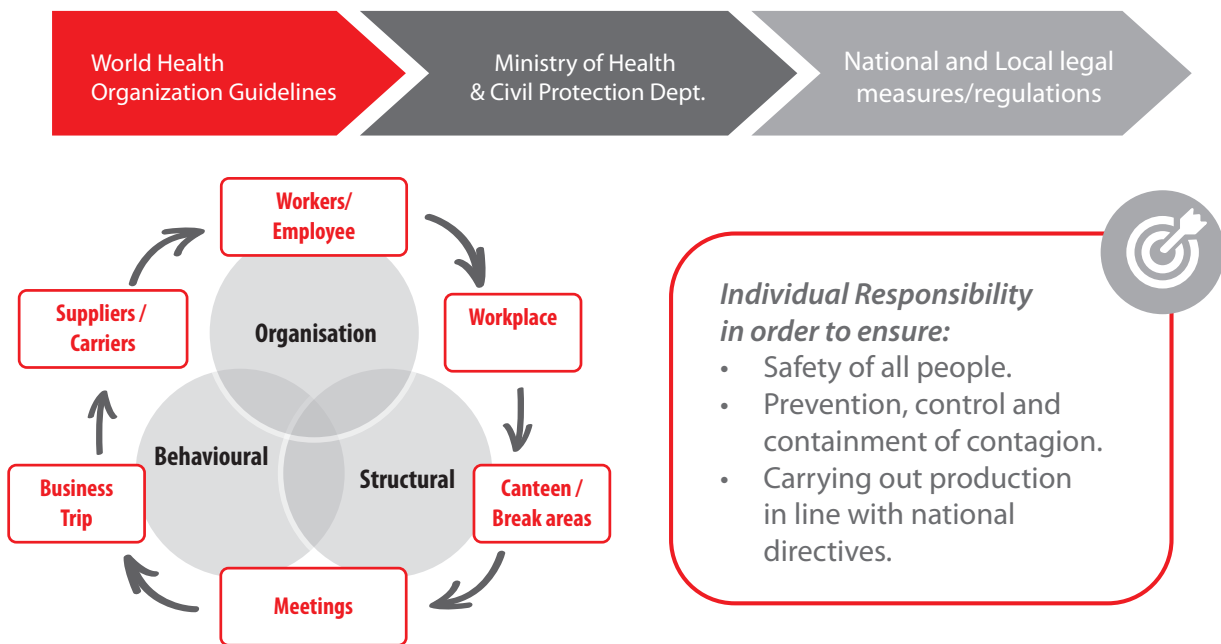 World Health
Organization Guidelines
Ministry of Health
& Civil Protection Dept.
National and Local legal
measures/regulations
Workers/
Employee
Suppliers /
Carriers
Organisation
Workplace
Behavioural
Structural
Business
Trip
Canteen /
Break areas
Meetings
Individual Responsibility
in order to ensure:
• Safety of all people.
• Prevention, control and
containment of contagion.
• Carrying out production
in line with national
directives.